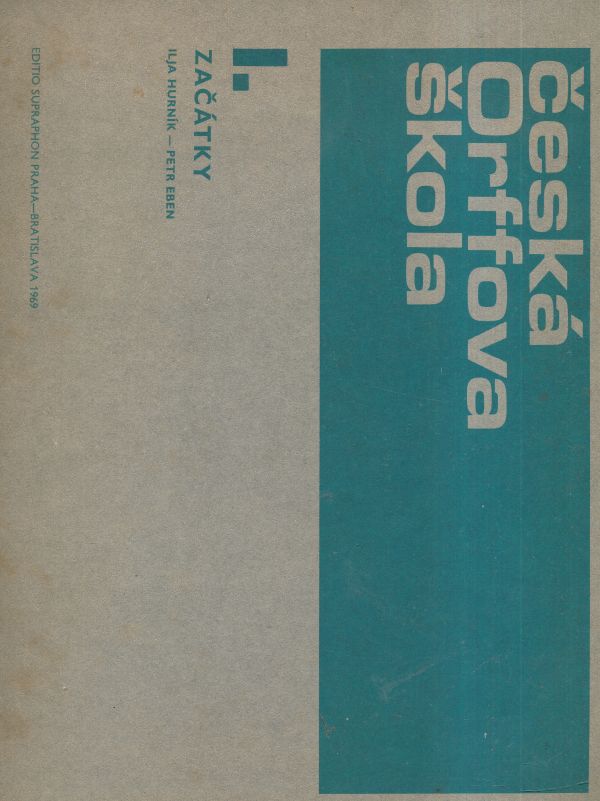 česká
Orffova
škola
I.
ZAČÁTKY
ILJA HURNÍK — PETR EBEN
EDITIO SUPRAPHON PRAHA—BRATISLAVA 1969